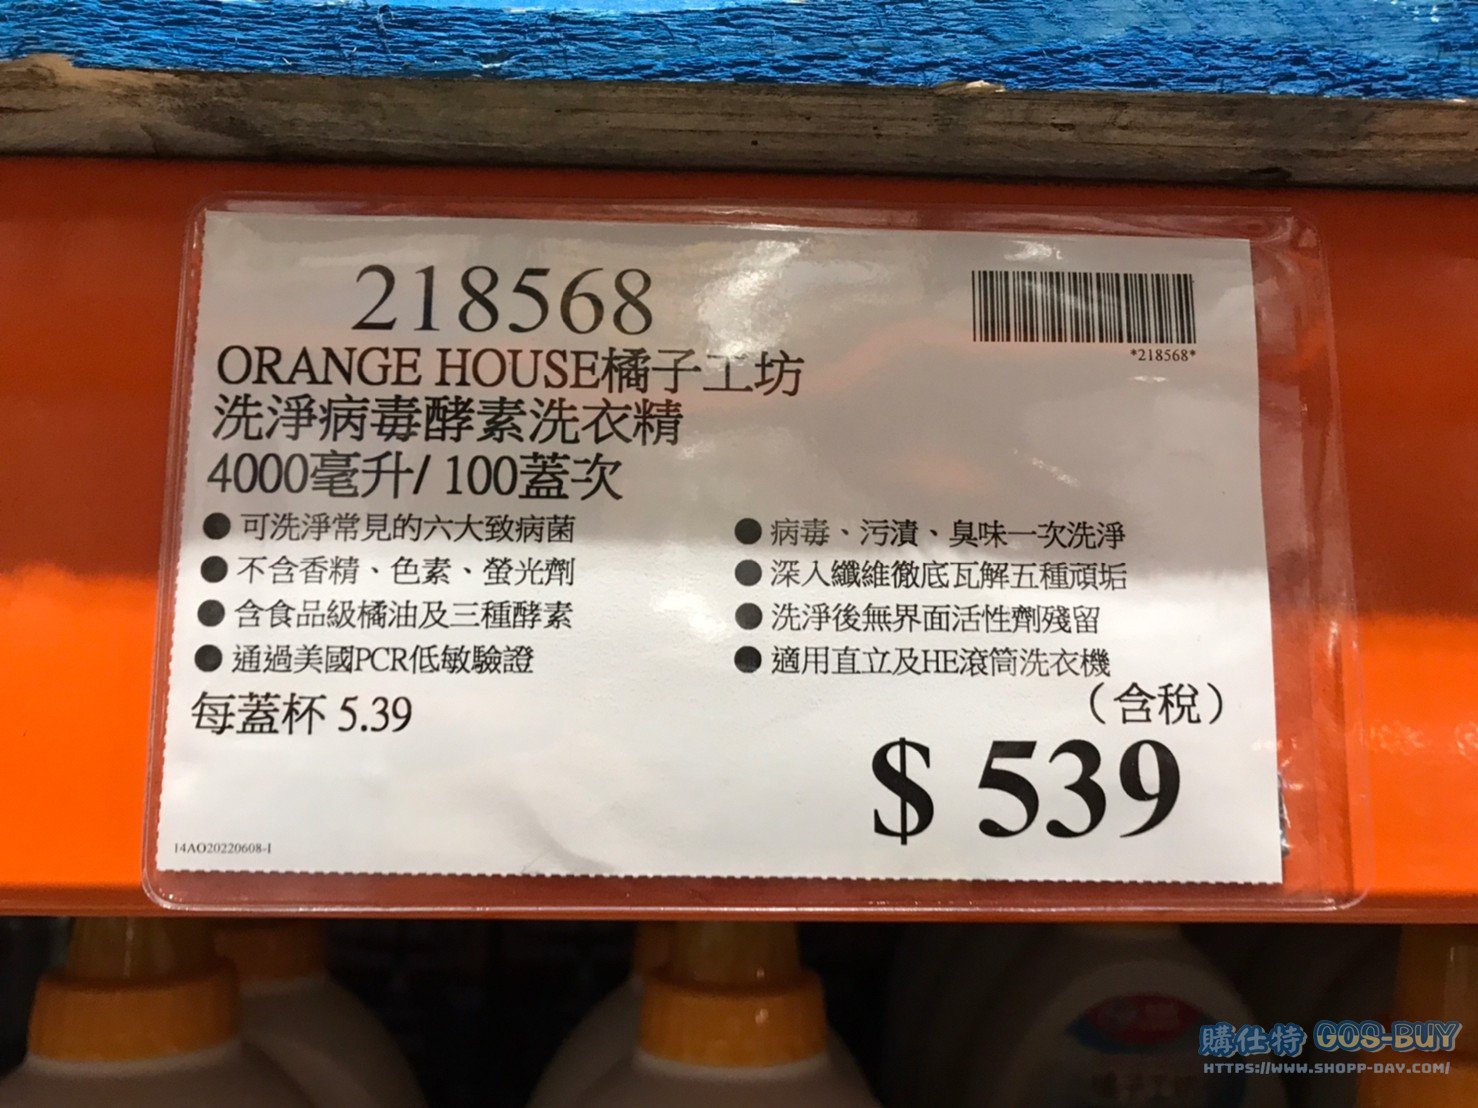 218568
*218568*
ORANGE HOUSE橘子工坊
洗淨病毒酵素洗衣精
4000毫升/ 100蓋次
● 可洗淨常見的六大致病菌
● 不含香精、色素、螢光劑
● 含食品級橘油及三種酵素
● 通過美國PCR低敏驗證
● 病毒、污漬、臭味一次洗淨
● 深入纖維徹底瓦解五種頑垢
● 洗淨後無界面活性劑殘留
● 適用直立及HE滾筒洗衣機
每蓋杯 5.39
（含稅）
$ 539
14AO20220608-I
購仕特 GOS-BUY
HTTPS://WWW.SHOPP-DAY.COM/